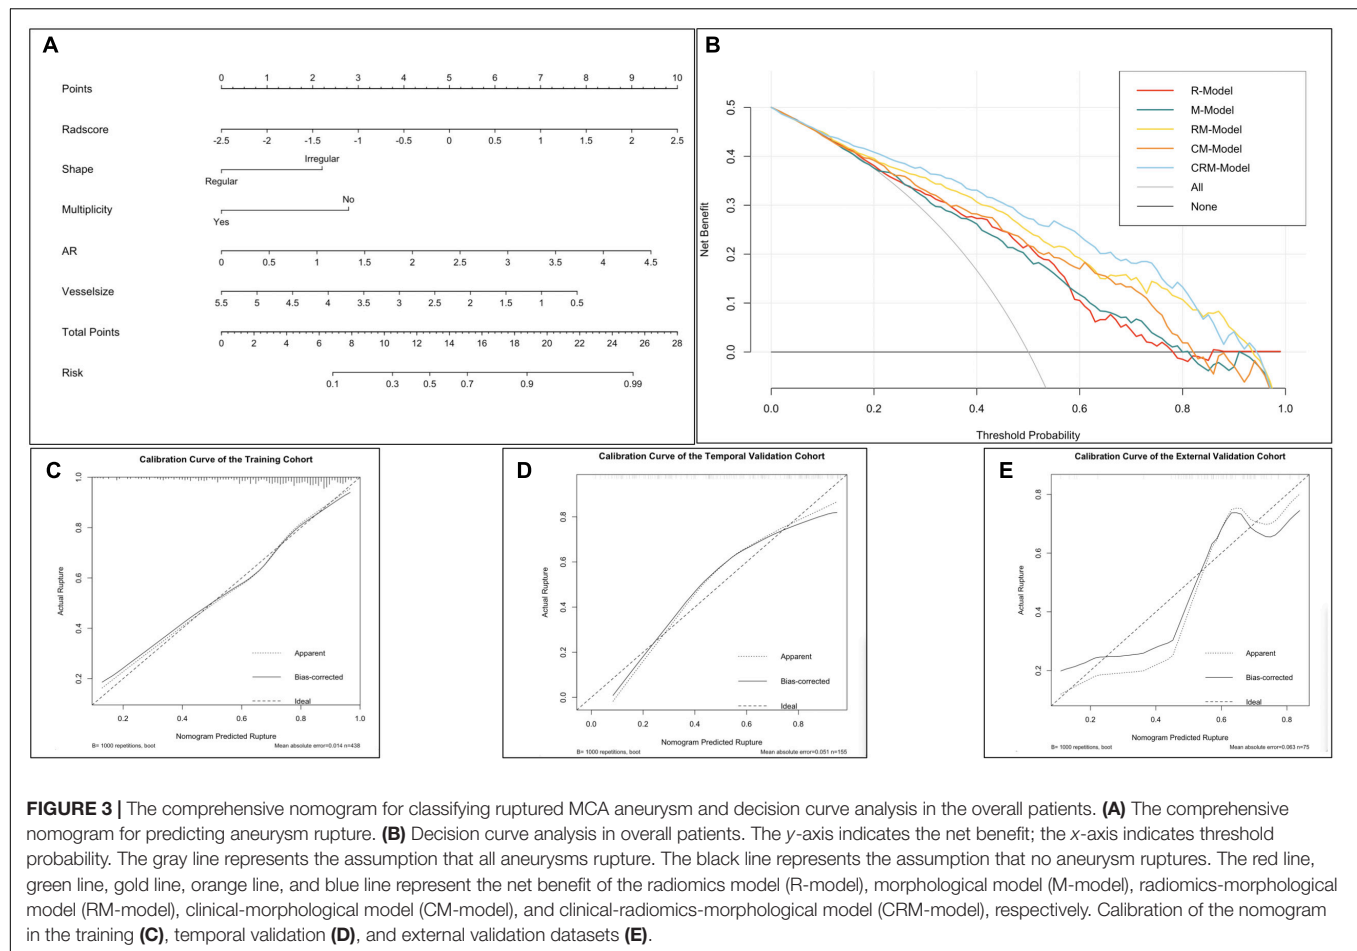 A
Points
0 1 2 3 4 5 6 7 8 9 10
Radscore
-2.5 -2 -1.5 -1 -0.5 0 0.5 1 1.5 2 2.5
Irregular
Shape
Regular
No
Multiplicity
Yes
AR
0 0.5 1 1.5 2 2.5 3 3.5 4 4.5
Vesselsize
5.5 5 4.5 4 3.5 3 2.5 2 1.5 1 0.5
Total Points
0 2 4 6 8 10 12 14 16 18 20 22 24 26 28
Risk
0.1 0.3 0.5 0.7 0.9 0.99
B
R-Model
M-Model
RM-Model
CM-Model
CRM-Model
All
None
Net Benefit
0.5
0.4
0.3
0.2
0.1
0.0
0.0 0.2 0.4 0.6 0.8 1.0
Threshold Probability
C
Calibration Curve of the Training Cohort
Actual Rupture
1.0
0.8
0.6
0.4
0.2
Apparent
Bias-corrected
Ideal
0.2 0.4 0.6 0.8 1.0
Nomogram Predicted Rupture
B= 1000 repetitions, boot Mean absolute error=0.014 n=438
D
Calibration Curve of the Temporal Validation Cohort
Actual Rupture
0.8
0.6
0.4
0.2
0.0
Apparent
Bias-corrected
Ideal
0.0 0.2 0.4 0.6 0.8
Nomogram Predicted Rupture
B= 1000 repetitions, boot Mean absolute error=0.051 n=155
E
Calibration Curve of the External Validation Cohort
Actual Rupture
0.8
0.6
0.4
0.2
Apparent
Bias-corrected
Ideal
0.2 0.4 0.6 0.8
Nomogram Predicted Rupture
B= 1000 repetitions, boot Mean absolute error=0.063 n=75
FIGURE 3 | The comprehensive nomogram for classifying ruptured MCA aneurysm and decision curve analysis in the overall patients. (A) The comprehensive
nomogram for predicting aneurysm rupture. (B) Decision curve analysis in overall patients. The y-axis indicates the net benefit; the x-axis indicates threshold
probability. The gray line represents the assumption that all aneurysms rupture. The black line represents the assumption that no aneurysm ruptures. The red line,
green line, gold line, orange line, and blue line represent the net benefit of the radiomics model (R-model), morphological model (M-model), radiomics-morphological
model (RM-model), clinical-morphological model (CM-model), and clinical-radiomics-morphological model (CRM-model), respectively. Calibration of the nomogram
in the training (C), temporal validation (D), and external validation datasets (E).